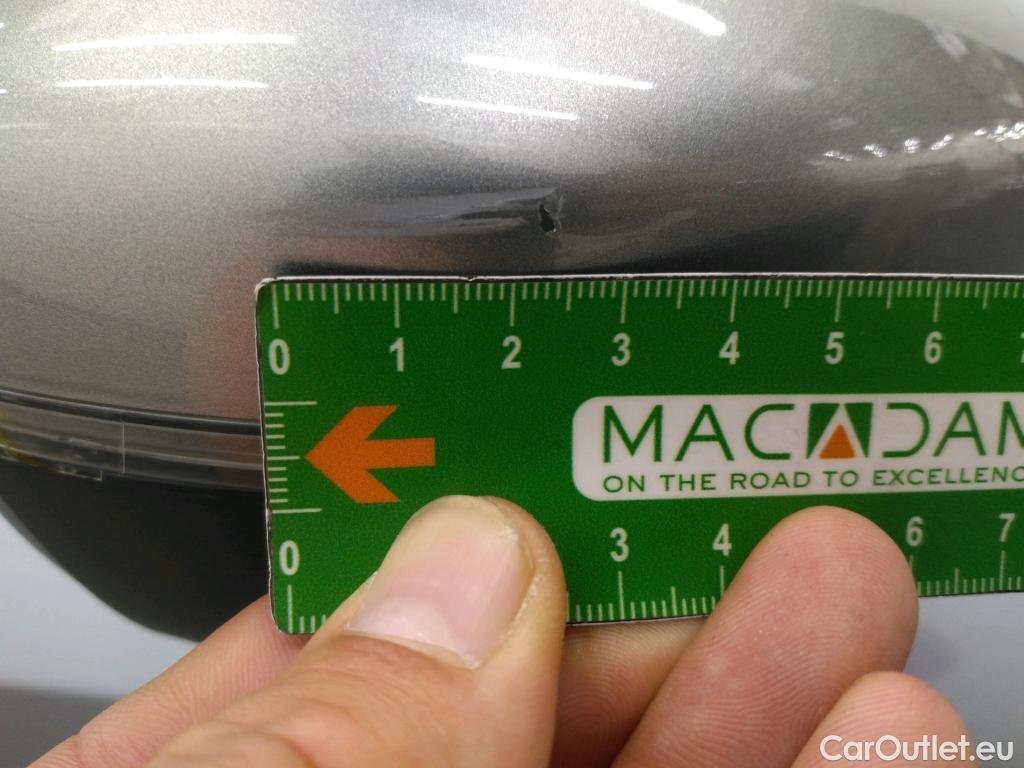 0 1 2 3 4 5 6
MACADAM
ON THE ROAD TO EXCELLENC
0 3 4 6 7
CarOutlet.eu